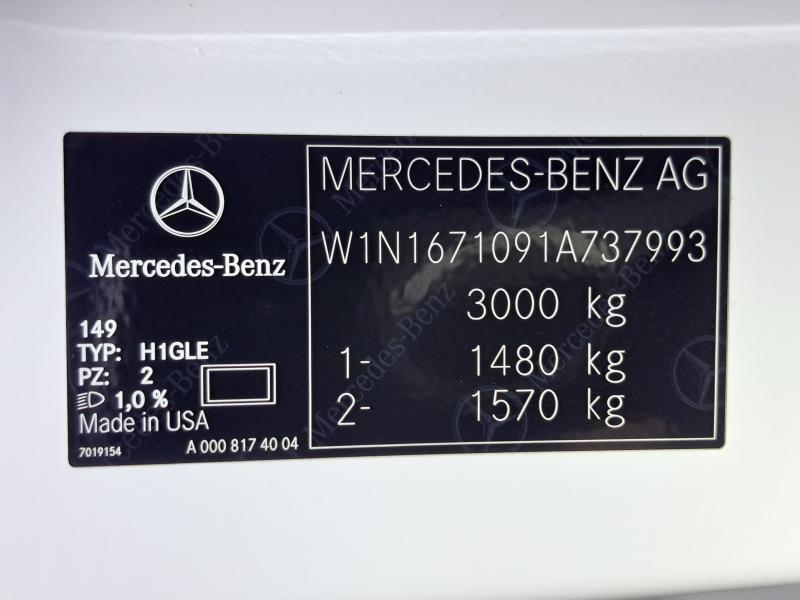 Mercedes-Benz
149
TYP: H1GLE
PZ: 2
1,0 %
Made in USA
7019154
A 000 817 40 04
MERCEDES-BENZ AG
W1N1671091A737993
3000 kg
1- 1480 kg
2- 1570 kg